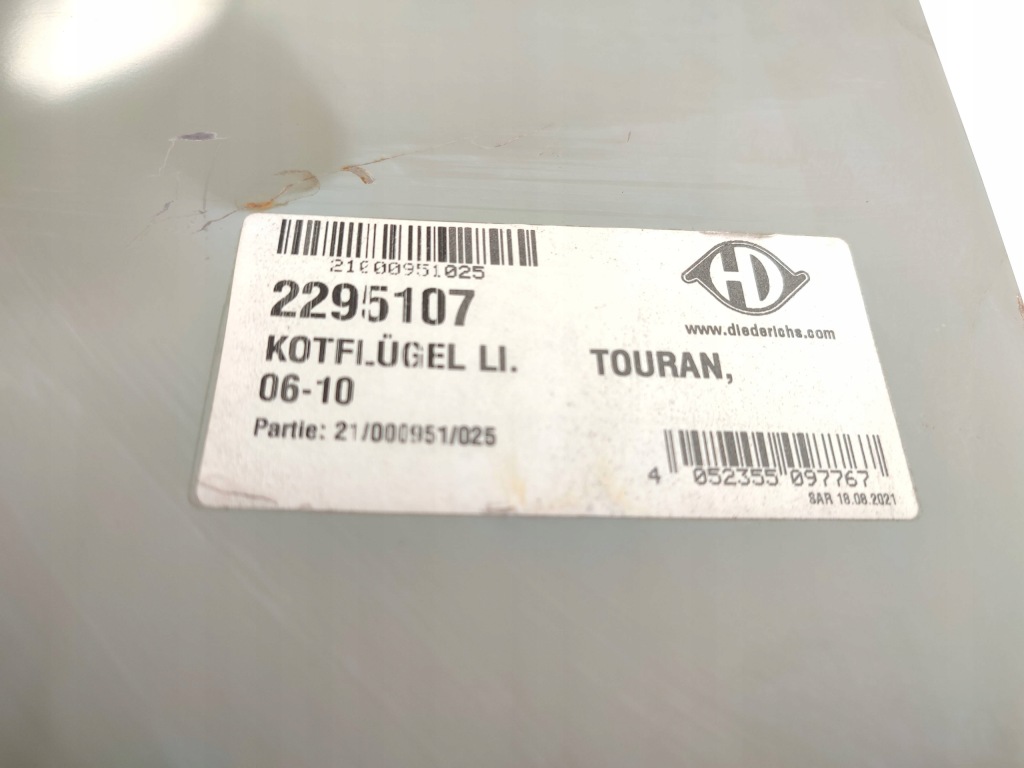 21000951025
2295107
HD
www.diederichs.com
KOTFLÜGEL LI. TOURAN,
06-10
Partie: 21/000951/025
4 052355 097767
SAR 18.08.2021